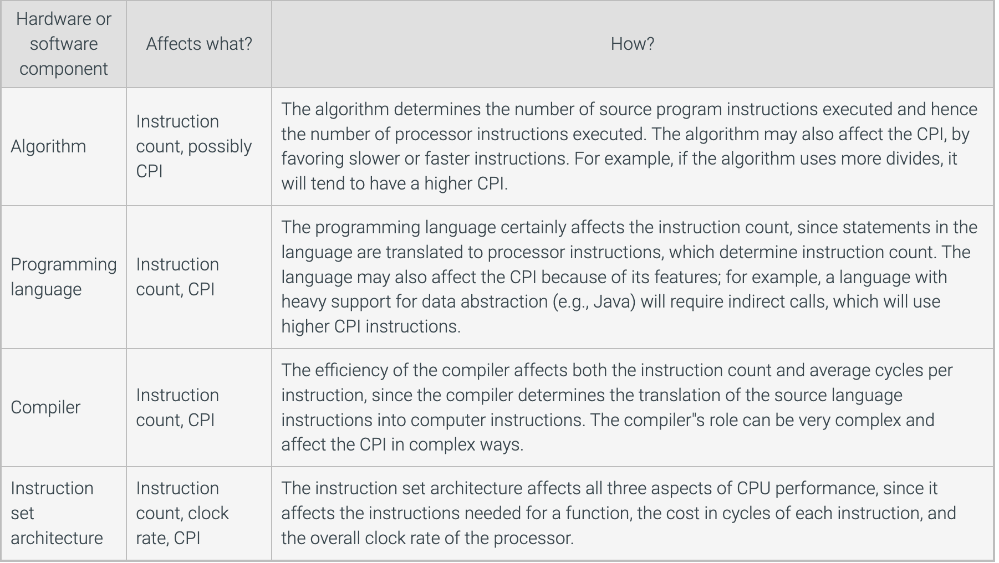 Hardware or
software
component
Affects what?
How?
Algorithm
Instruction
count, possibly
CPI
The algorithm determines the number of source program instructions executed and hence
the number of processor instructions executed. The algorithm may also affect the CPI, by
favoring slower or faster instructions. For example, if the algorithm uses more divides, it
will tend to have a higher CPI.
Programming
language
Instruction
count, CPI
The programming language certainly affects the instruction count, since statements in the
language are translated to processor instructions, which determine instruction count. The
language may also affect the CPI because of its features; for example, a language with
heavy support for data abstraction (e.g., Java) will require indirect calls, which will use
higher CPI instructions.
Compiler
Instruction
count, CPI
The efficiency of the compiler affects both the instruction count and average cycles per
instruction, since the compiler determines the translation of the source language
instructions into computer instructions. The compiler"s role can be very complex and
affect the CPI in complex ways.
Instruction
set
architecture
Instruction
count, clock
rate, CPI
The instruction set architecture affects all three aspects of CPU performance, since it
affects the instructions needed for a function, the cost in cycles of each instruction, and
the overall clock rate of the processor.